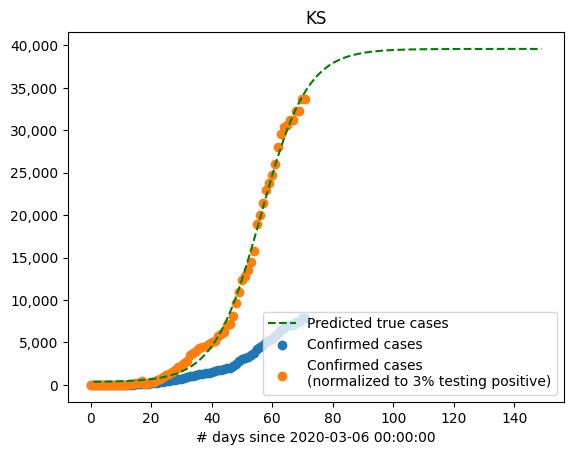 KS
40,000
35,000
30,000
25,000
20,000
15,000
10,000
5,000
0
Predicted true cases
Confirmed cases
Confirmed cases
(normalized to 3% testing positive)
0 20 40 60 80 100 120 140
# days since 2020-03-06 00:00:00